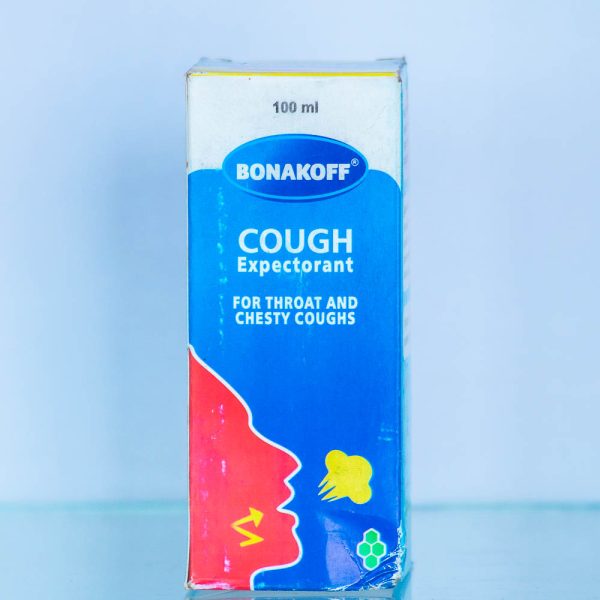 100 ml
BONAKOFF®
COUGH
Expectorant
FOR THROAT AND
CHESTY COUGHS